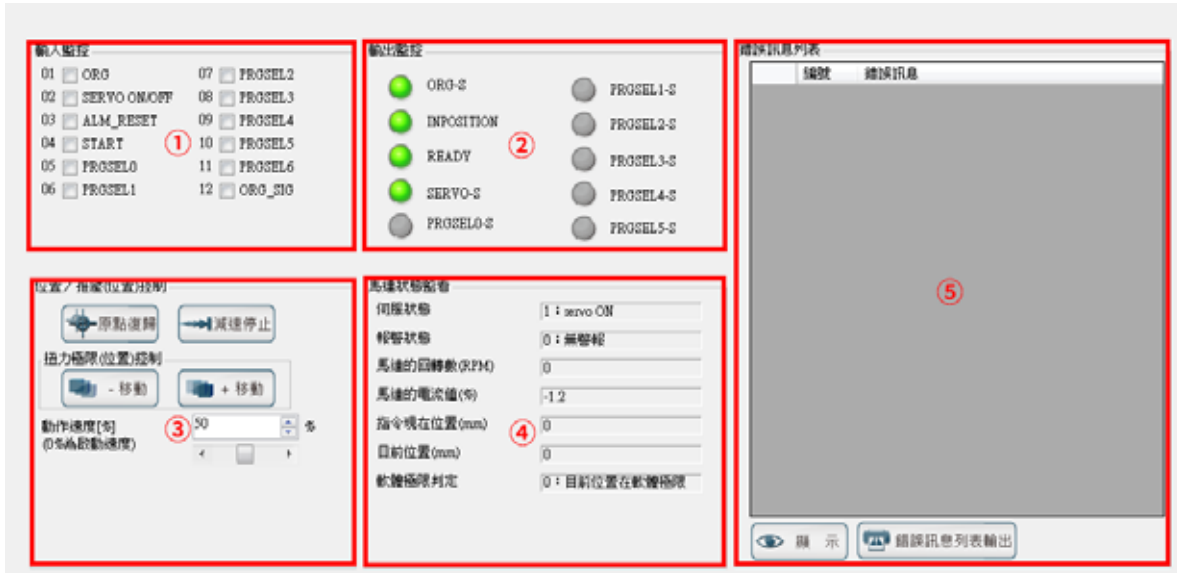 輸入監控
01 ORG
02 SERVO ON/OFF
03 ALM_RESET
04 START
05 PRGSEL0
06 PRGSEL1
07 PRGSEL2
08 PRGSEL3
09 PRGSEL4
10 PRGSEL5
11 PRGSEL6
12 ORG_SIG
①
輸出監控
ORG-S
INPOSITION
READY
SERVO-S
PRGSEL0-S
PRGSEL1-S
PRGSEL2-S
PRGSEL3-S
PRGSEL4-S
PRGSEL5-S
②
位置/推壓(位置)控制
原點復歸
減速停止
扭力極限(位置)控制
- 移動
+ 移動
動作速度[%]
50 %
(0%為啟動速度)
③
馬達狀態監看
伺服狀態 1：servo ON
報警狀態 0：無警報
馬達的回轉數(RPM) 0
馬達的電流值(%) -1.2
指令現在位置(mm) 0
目前位置(mm) 0
軟體極限判定 0：目前位置在軟體極限
④
錯誤訊息列表
編號 錯誤訊息
⑤
顯 示
錯誤訊息列表輸出